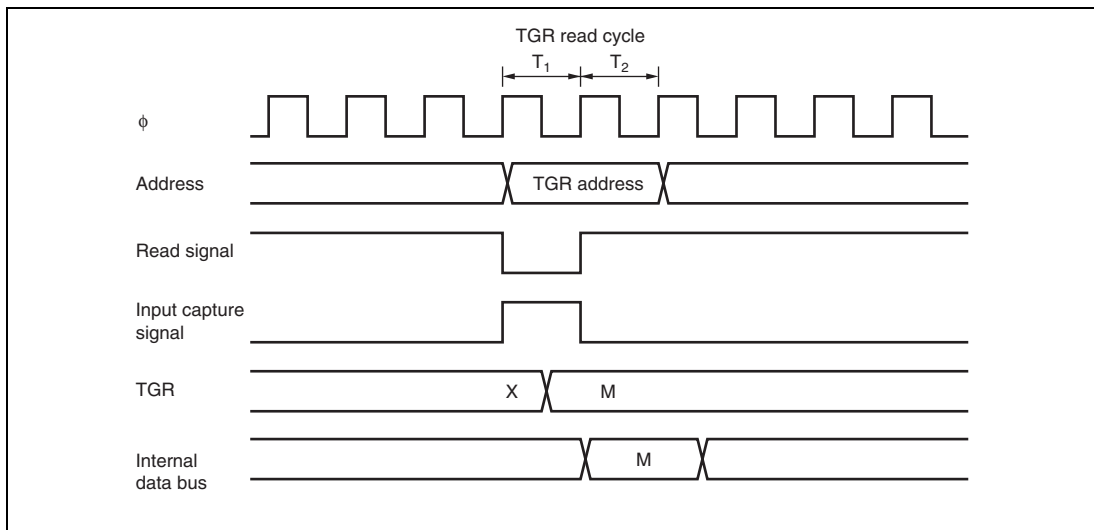 TGR read cycle
T1 T2
ϕ
Address
TGR address
Read signal
Input capture
signal
TGR
X
M
Internal
data bus
M